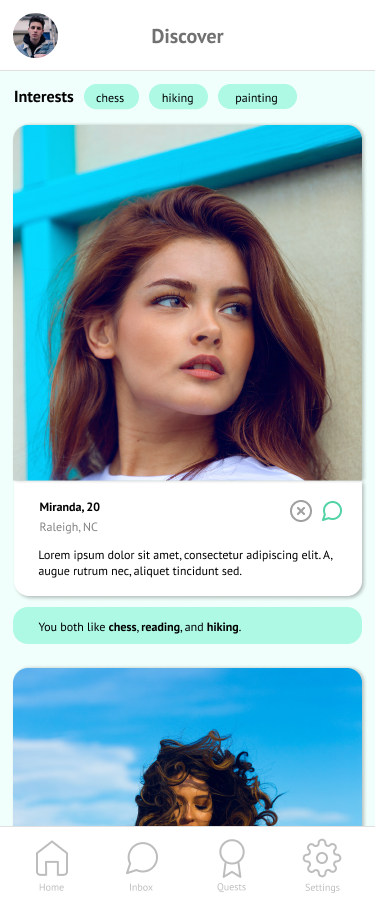 Discover
Interests chess hiking painting
Miranda, 20
Raleigh, NC
Lorem ipsum dolor sit amet, consectetur adipiscing elit. A,
augue rutrum nec, aliquet tincidunt sed.
You both like chess, reading, and hiking.
Home Inbox Quests Settings